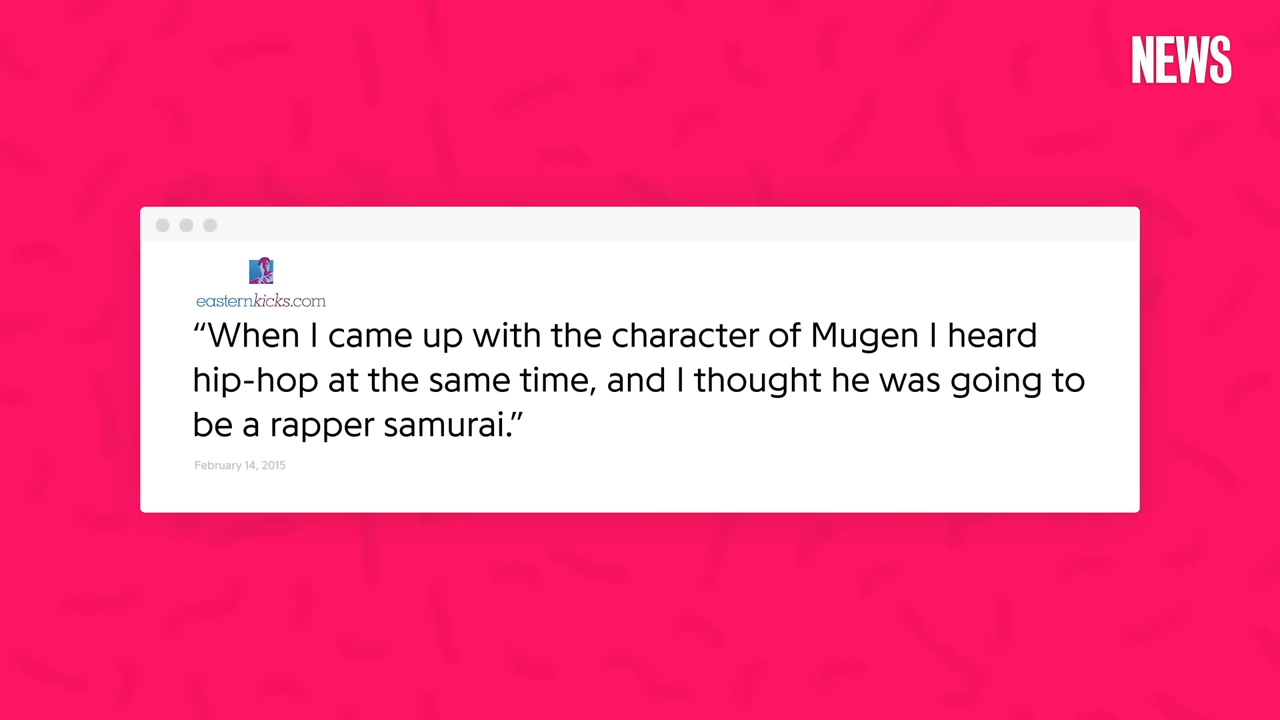 NEWS
easternkicks.com
“When I came up with the character of Mugen I heard
hip-hop at the same time, and I thought he was going to
be a rapper samurai.”
February 14, 2015